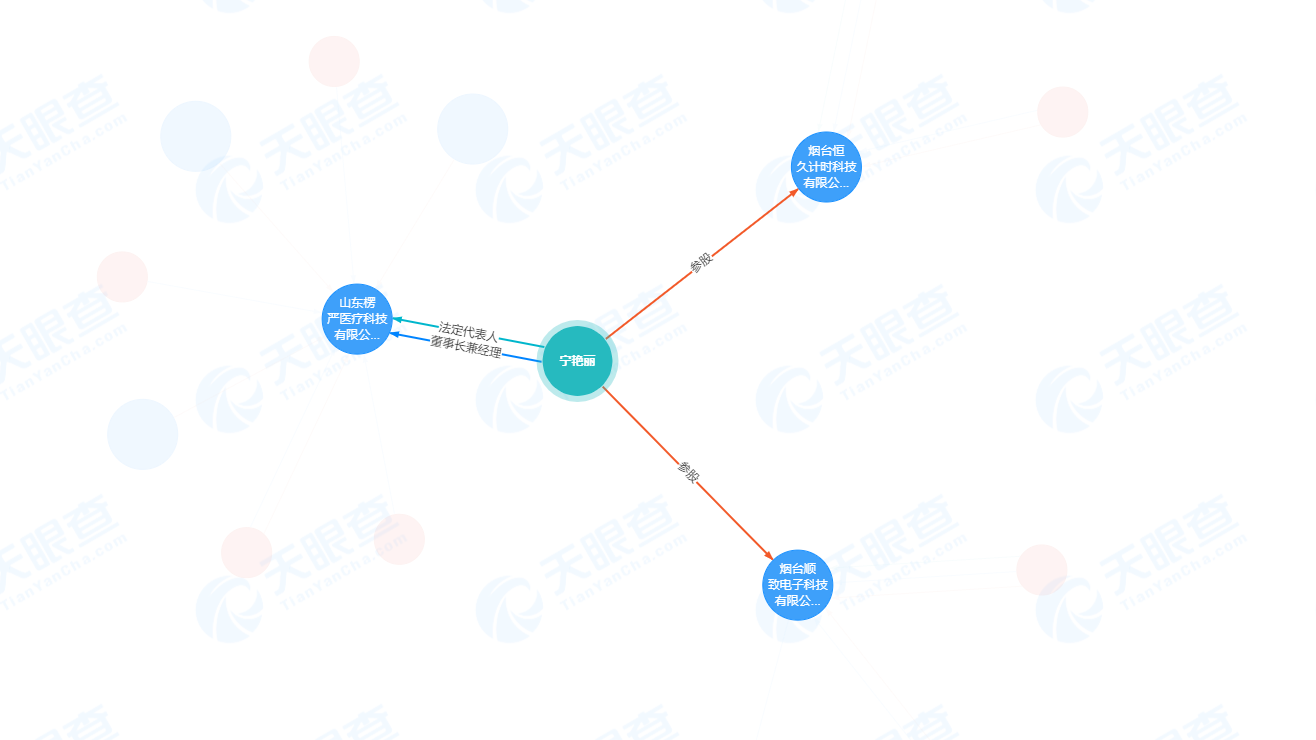 烟台恒
久计时科技
有限公...
参股
山东楞
严医疗科技
有限公...
法定代表人
董事长兼经理
宁艳丽
参股
烟台顺
致电子科技
有限公...
天眼查
TianYanCha.com